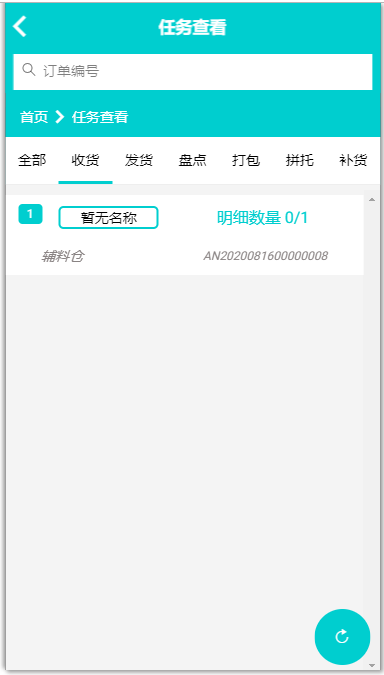 任务查看
订单编号
首页 任务查看
全部 收货 发货 盘点 打包 拼托 补货
1 暂无名称 明细数量 0/1
辅料仓 AN2020081600000008